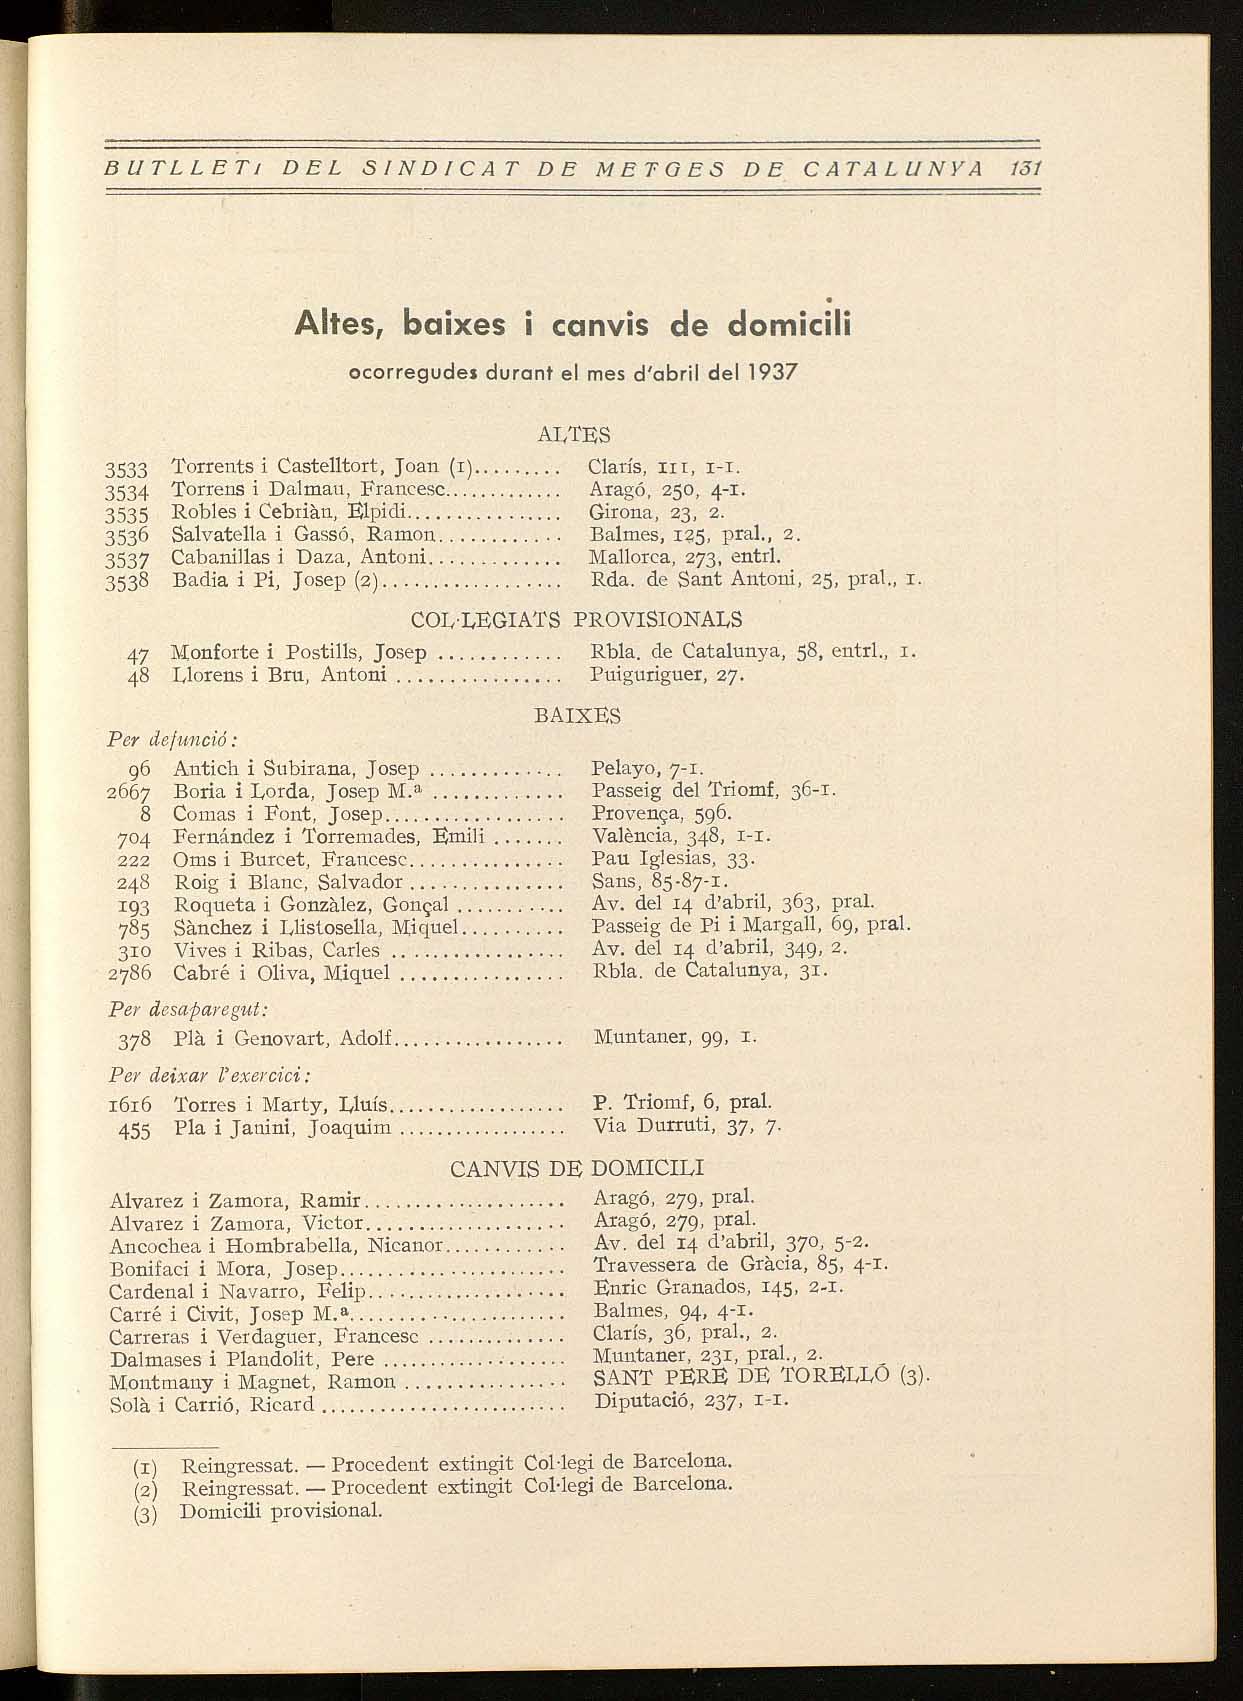 BUTLLETí DEL SINDICAT DE METGES DE CATALUNYA 131
Altes, baixes i canvis de domicili
ocorregudes durant el mes d'abril del 1937
ALTES
3533 Torrents i Castelltort, Joan (1)......... Clarís, 111, 1-1.
3534 Torrens i Dalmau, Francesc............. Aragó, 250, 4-1.
3535 Robles i Cebriàn, Elpidi................ Girona, 23, 2.
3536 Salvatella i Gassó, Ramon............. Balmes, 125, pral., 2.
3537 Cabanillas i Daza, Antoni.............. Mallorca, 273, entrl.
3538 Badia i Pi, Josep (2).................. Rda. de Sant Antoni, 25, pral., 1.
COL·LEGIATS PROVISIONALS
47 Monforte i Postills, Josep ............ Rbla. de Catalunya, 58, entrl., 1.
48 Llorens i Bru, Antoni ................ Puiguriguer, 27.
BAIXES
Per defunció:
96 Antich i Subirana, Josep ............. Pelayo, 7-1.
2667 Boria i Lorda, Josep M.ª ............. Passeig del Triomf, 36-1.
8 Comas i Font, Josep.................. Provença, 596.
704 Fernández i Torremades, Emili ....... València, 348, 1-1.
222 Oms i Burcet, Francesc............... Pau Iglesias, 33.
248 Roig i Blanc, Salvador ............... Sans, 85-87-1.
193 Roqueta i Gonzàlez, Gonçal ........... Av. del 14 d'abril, 363, pral.
785 Sànchez i Llistosella, Miquel.......... Passeig de Pi i Margall, 69, pral.
310 Vives i Ribas, Carles ................. Av. del 14 d'abril, 349, 2.
2786 Cabré i Oliva, Miquel ................ Rbla. de Catalunya, 31.
Per desaparegut:
378 Plà i Genovart, Adolf................. Muntaner, 99, 1.
Per deixar l'exercici:
1616 Torres i Marty, Lluís.................. P. Triomf, 6, pral.
455 Pla i Janini, Joaquim ................. Via Durruti, 37, 7.
CANVIS DE DOMICILI
Alvarez i Zamora, Ramir.................... Aragó, 279, pral.
Alvarez i Zamora, Victor.................... Aragó, 279, pral.
Ancochea i Hombrabella, Nicanor............ Av. del 14 d'abril, 370, 5-2.
Bonifaci i Mora, Josep....................... Travessera de Gràcia, 85, 4-1.
Cardenal i Navarro, Felip.................... Enric Granados, 145, 2-1.
Carré i Civit, Josep M.ª...................... Balmes, 94, 4-1.
Carreras i Verdaguer, Francesc .............. Clarís, 36, pral., 2.
Dalmases i Plandolit, Pere .................. Muntaner, 231, pral., 2.
Montmany i Magnet, Ramon ................ SANT PERE DE TORELLÓ (3).
Solà i Carrió, Ricard ........................ Diputació, 237, 1-1.
(1) Reingressat. — Procedent extingit Col·legi de Barcelona.
(2) Reingressat. — Procedent extingit Col·legi de Barcelona.
(3) Domicili provisional.